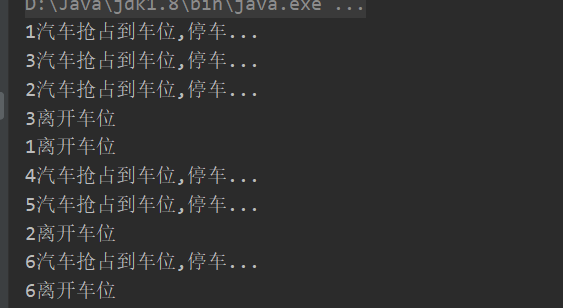 D:\Java\jdk1.8\bin\java.exe ...
1汽车抢占到车位,停车...
3汽车抢占到车位,停车...
2汽车抢占到车位,停车...
3离开车位
1离开车位
4汽车抢占到车位,停车...
5汽车抢占到车位,停车...
2离开车位
6汽车抢占到车位,停车...
6离开车位